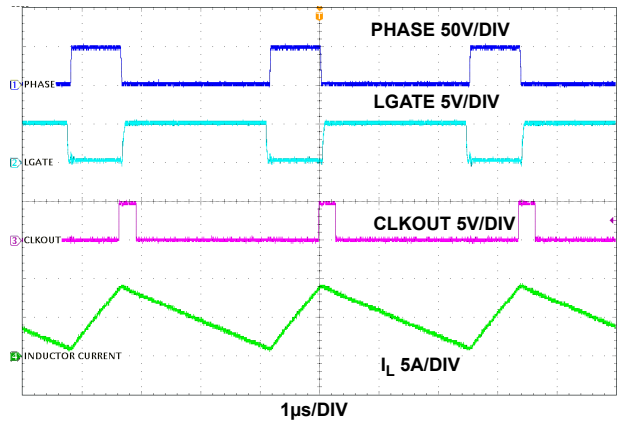 T
PHASE 50V/DIV
1 PHASE
LGATE 5V/DIV
2 LGATE
CLKOUT 5V/DIV
3 CLKOUT
4 INDUCTOR CURRENT
IL 5A/DIV
1µs/DIV